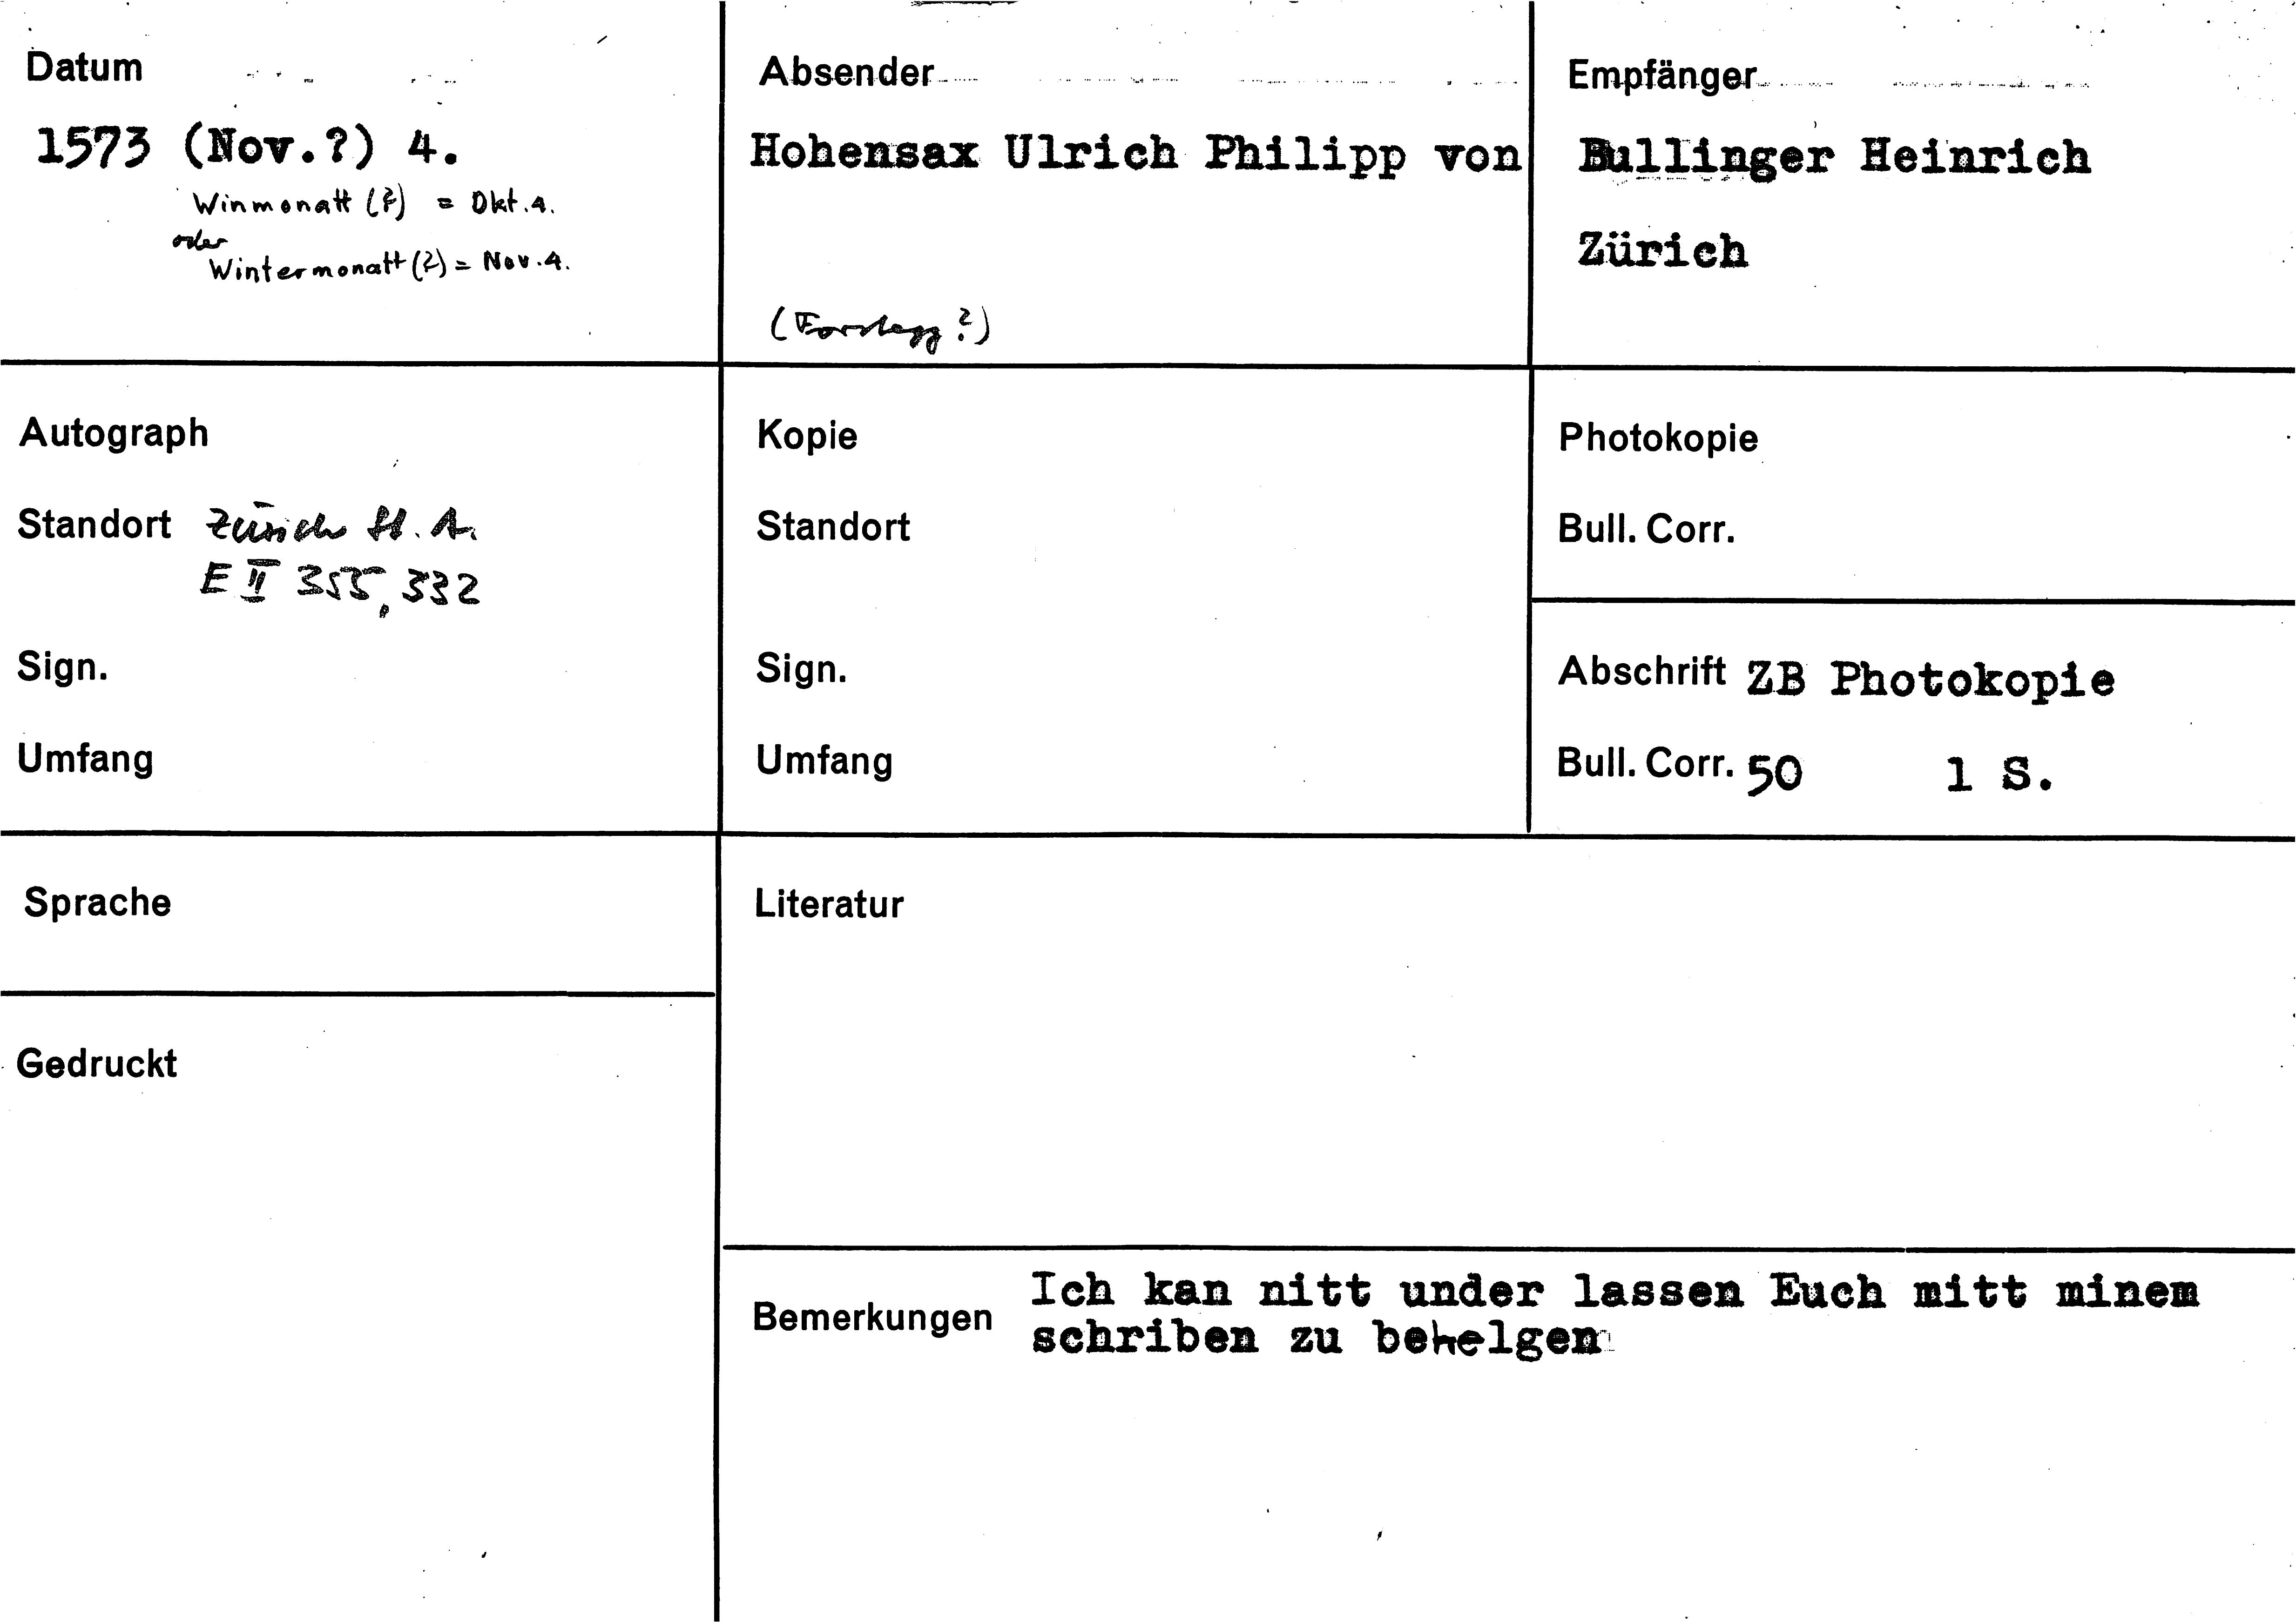 Datum
1573 (Nov.?) 4.
Winmonatt (?) = Okt. 4.
oder
Wintermonatt (?) = Nov. 4.
Absender
Hohensax Ulrich Philipp von
(Forstegg?)
Empfänger
Bullinger Heinrich
Zürich
Autograph
Standort Zürich St. A.
E II 355, 332
Sign.
Umfang
Kopie
Standort
Sign.
Umfang
Photokopie
Bull. Corr.
Abschrift ZB Photokopie
Bull. Corr. 50 1 S.
Sprache
Gedruckt
Literatur
Bemerkungen
Ich kan nitt under lassen Euch mitt minem
schriben zu behelgen